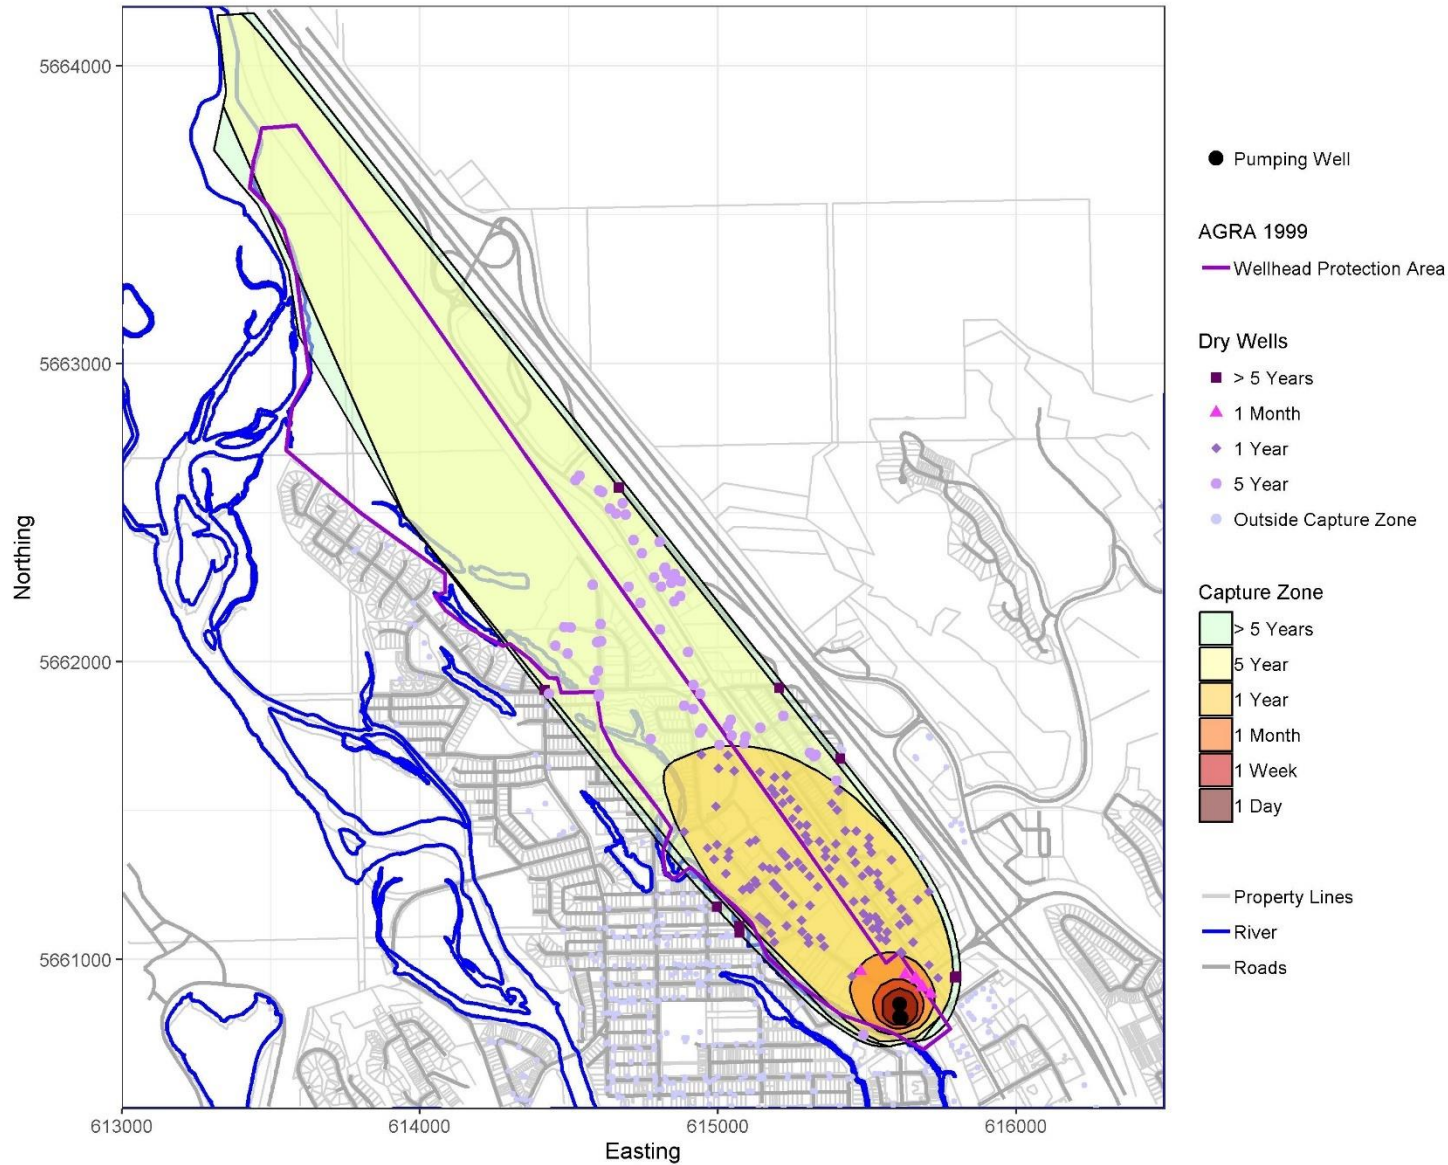 5664000
5663000
5662000
5661000
Northing
613000
614000
615000
616000
Easting
Pumping Well
AGRA 1999
Wellhead Protection Area
Dry Wells
> 5 Years
1 Month
1 Year
5 Year
Outside Capture Zone
Capture Zone
> 5 Years
5 Year
1 Year
1 Month
1 Week
1 Day
Property Lines
River
Roads